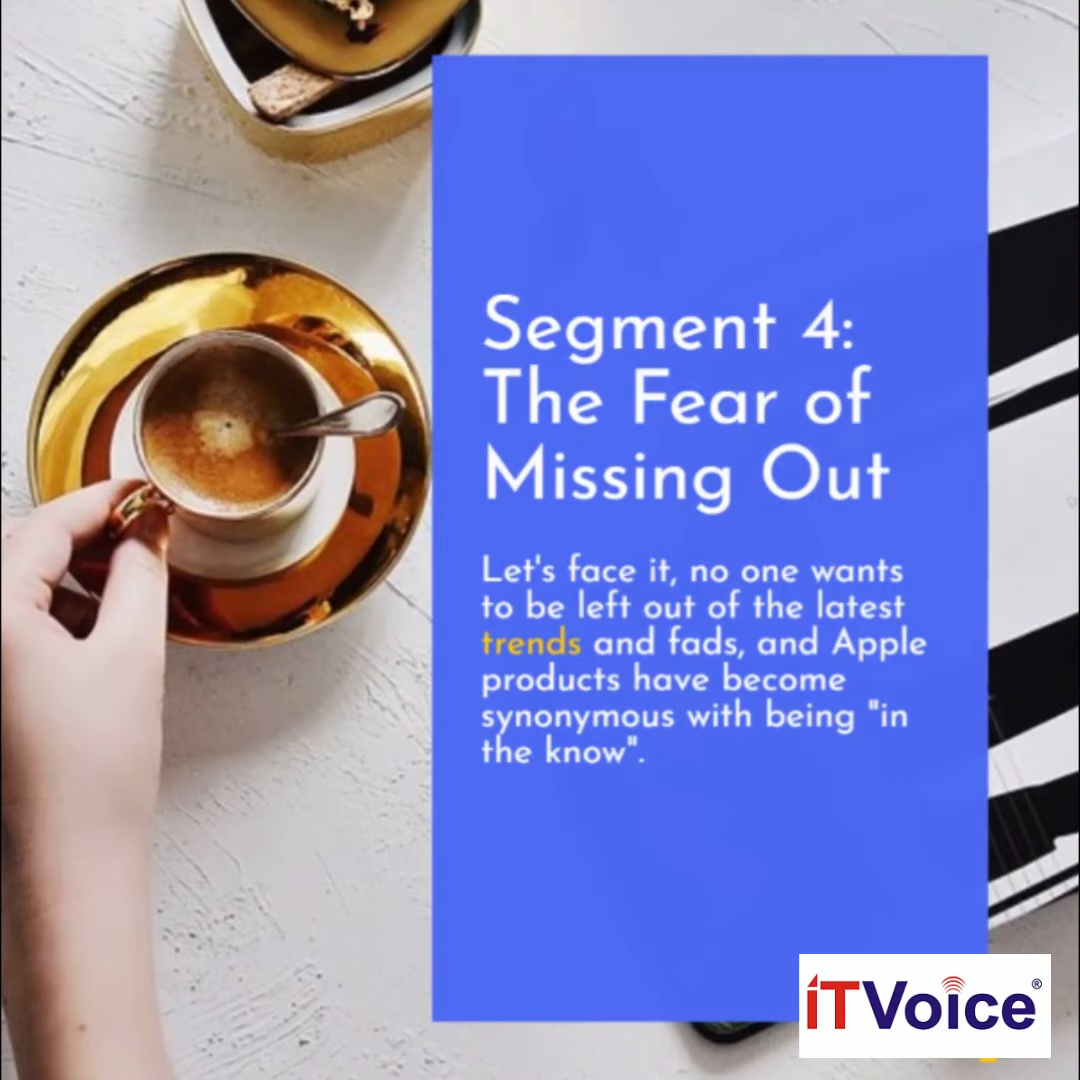 Segment 4:
The Fear of
Missing Out
Let's face it, no one wants
to be left out of the latest
trends and fads, and Apple
products have become
synonymous with being "in
the know".
iTVoice®